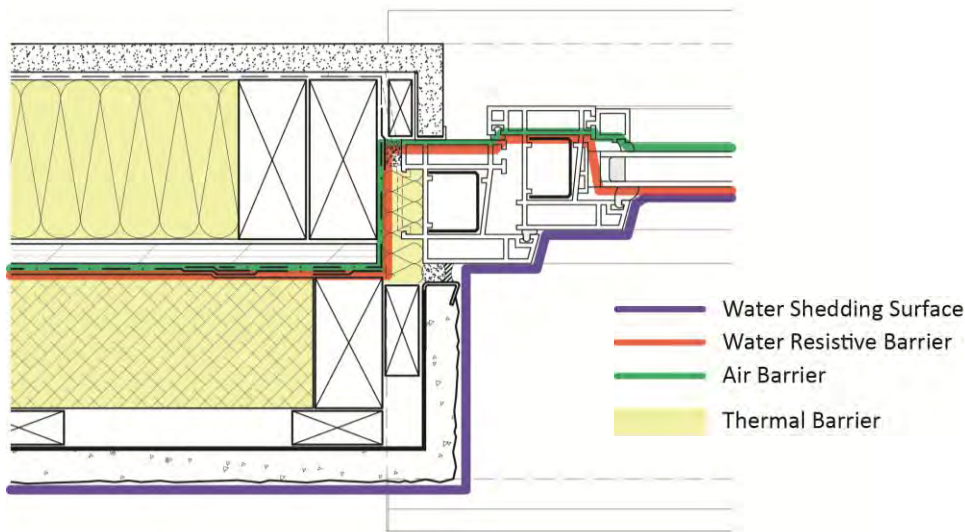 Water Shedding Surface
Water Resistive Barrier
Air Barrier
Thermal Barrier